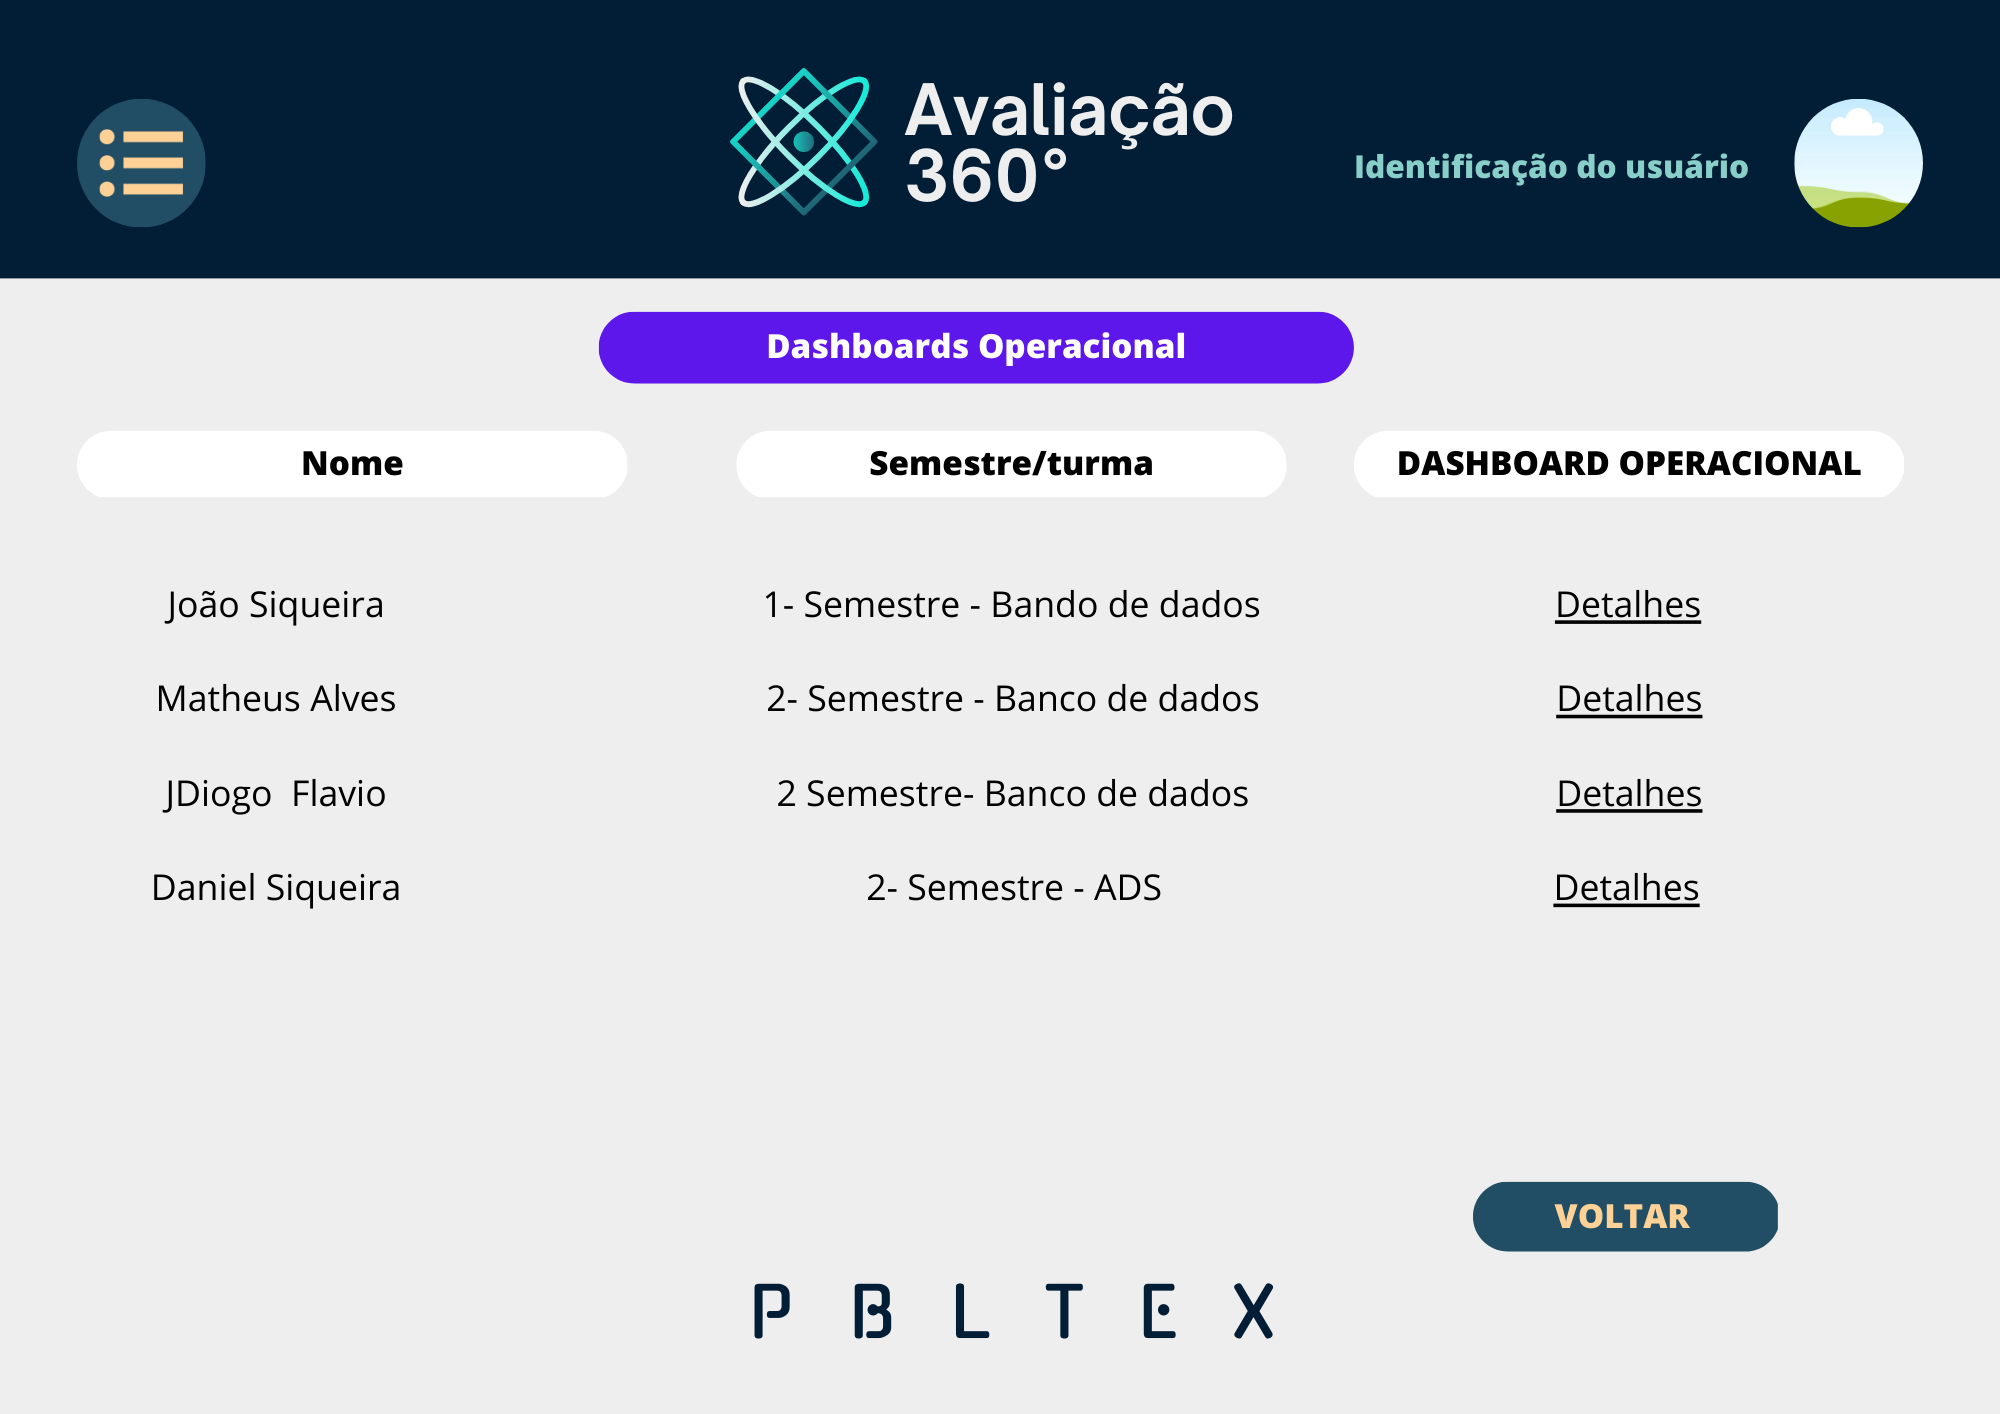 Avaliação
360°
Identificação do usuário
Dashboards Operacional
Nome
Semestre/turma
DASHBOARD OPERACIONAL
João Siqueira
1- Semestre - Bando de dados
Detalhes
Matheus Alves
2- Semestre - Banco de dados
Detalhes
JDiogo  Flavio
2 Semestre- Banco de dados
Detalhes
Daniel Siqueira
2- Semestre - ADS
Detalhes
VOLTAR
PBLTEX